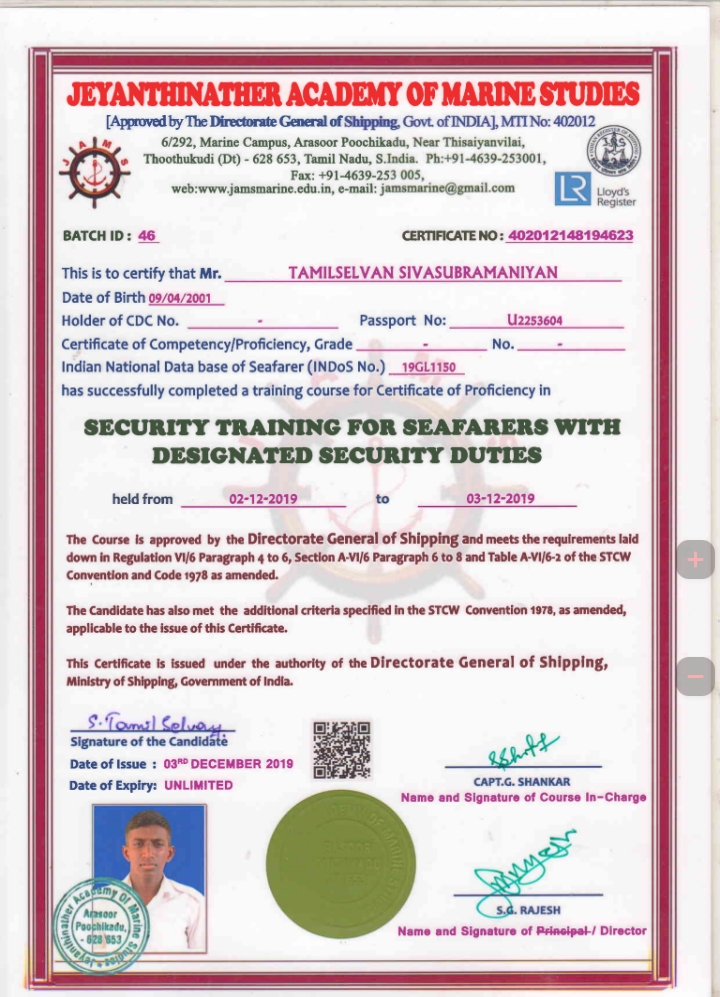 JEYANTHINATHER ACADEMY OF MARINE STUDIES
[Approved by The Directorate General of Shipping, Govt. of INDIA], MTI No: 402012
6/292, Marine Campus, Arasoor Poochikadu, Near Thisaiyanvilai,
Thoothukudi (Dt) - 628 653, Tamil Nadu, S.India. Ph:+91-4639-253001,
Fax: +91-4639-253 005,
web:www.jamsmarine.edu.in, e-mail: jamsmarine@gmail.com
JAMS
LR Lloyd's
Register
BATCH ID : 46 CERTIFICATE NO : 402012148194623
This is to certify that Mr. TAMILSELVAN SIVASUBRAMANIYAN
Date of Birth 09/04/2001
Holder of CDC No. - Passport No: U2253604
Certificate of Competency/Proficiency, Grade - No. -
Indian National Data base of Seafarer (INDoS No.) 19GL1150
has successfully completed a training course for Certificate of Proficiency in
SECURITY TRAINING FOR SEAFARERS WITH
DESIGNATED SECURITY DUTIES
held from 02-12-2019 to 03-12-2019
The Course is approved by the Directorate General of Shipping and meets the requirements laid
down in Regulation VI/6 Paragraph 4 to 6, Section A-VI/6 Paragraph 6 to 8 and Table A-VI/6-2 of the STCW
Convention and Code 1978 as amended.
The Candidate has also met the additional criteria specified in the STCW Convention 1978, as amended,
applicable to the issue of this Certificate.
This Certificate is issued under the authority of the Directorate General of Shipping,
Ministry of Shipping, Government of India.
S. Tamil Selvan
Signature of the Candidate
Date of Issue : 03RD DECEMBER 2019
Date of Expiry: UNLIMITED
CAPT.G. SHANKAR
Name and Signature of Course In-Charge
Jeyanthinather Academy Of Marine Studies
Arasoor
Poochikadu,
- 628 653
S.G. RAJESH
Name and Signature of Principal / Director